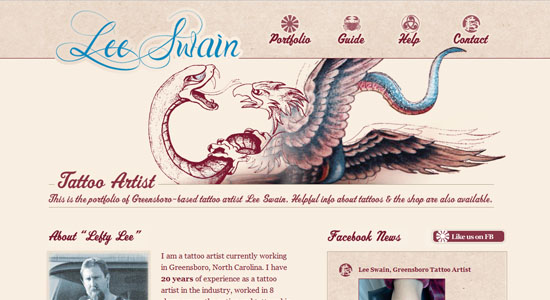 Lee Swain
Portfolio Guide Help Contact
Tattoo Artist
This is the portfolio of Greensboro-based tattoo artist Lee Swain. Helpful info about tattoos & the shop are also available.
About “Lefty Lee”
I am a tattoo artist currently working
in Greensboro, North Carolina. I have
20 years of experience as a tattoo
artist in the industry, worked in 8
Facebook News
Like us on FB
Lee Swain, Greensboro Tattoo Artist